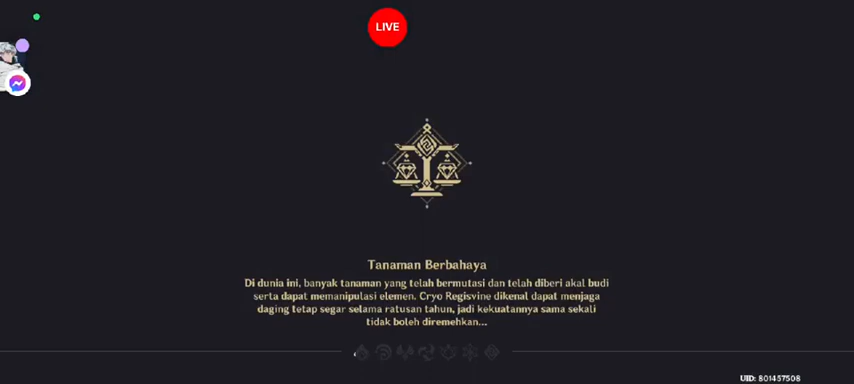 LIVE
Tanaman Berbahaya
Di dunia ini, banyak tanaman yang telah bermutasi dan telah diberi akal budi
serta dapat memanipulasi elemen. Cryo Regisvine dikenal dapat menjaga
daging tetap segar selama ratusan tahun, jadi kekuatannya sama sekali
tidak boleh diremehkan...
UID: 801457508